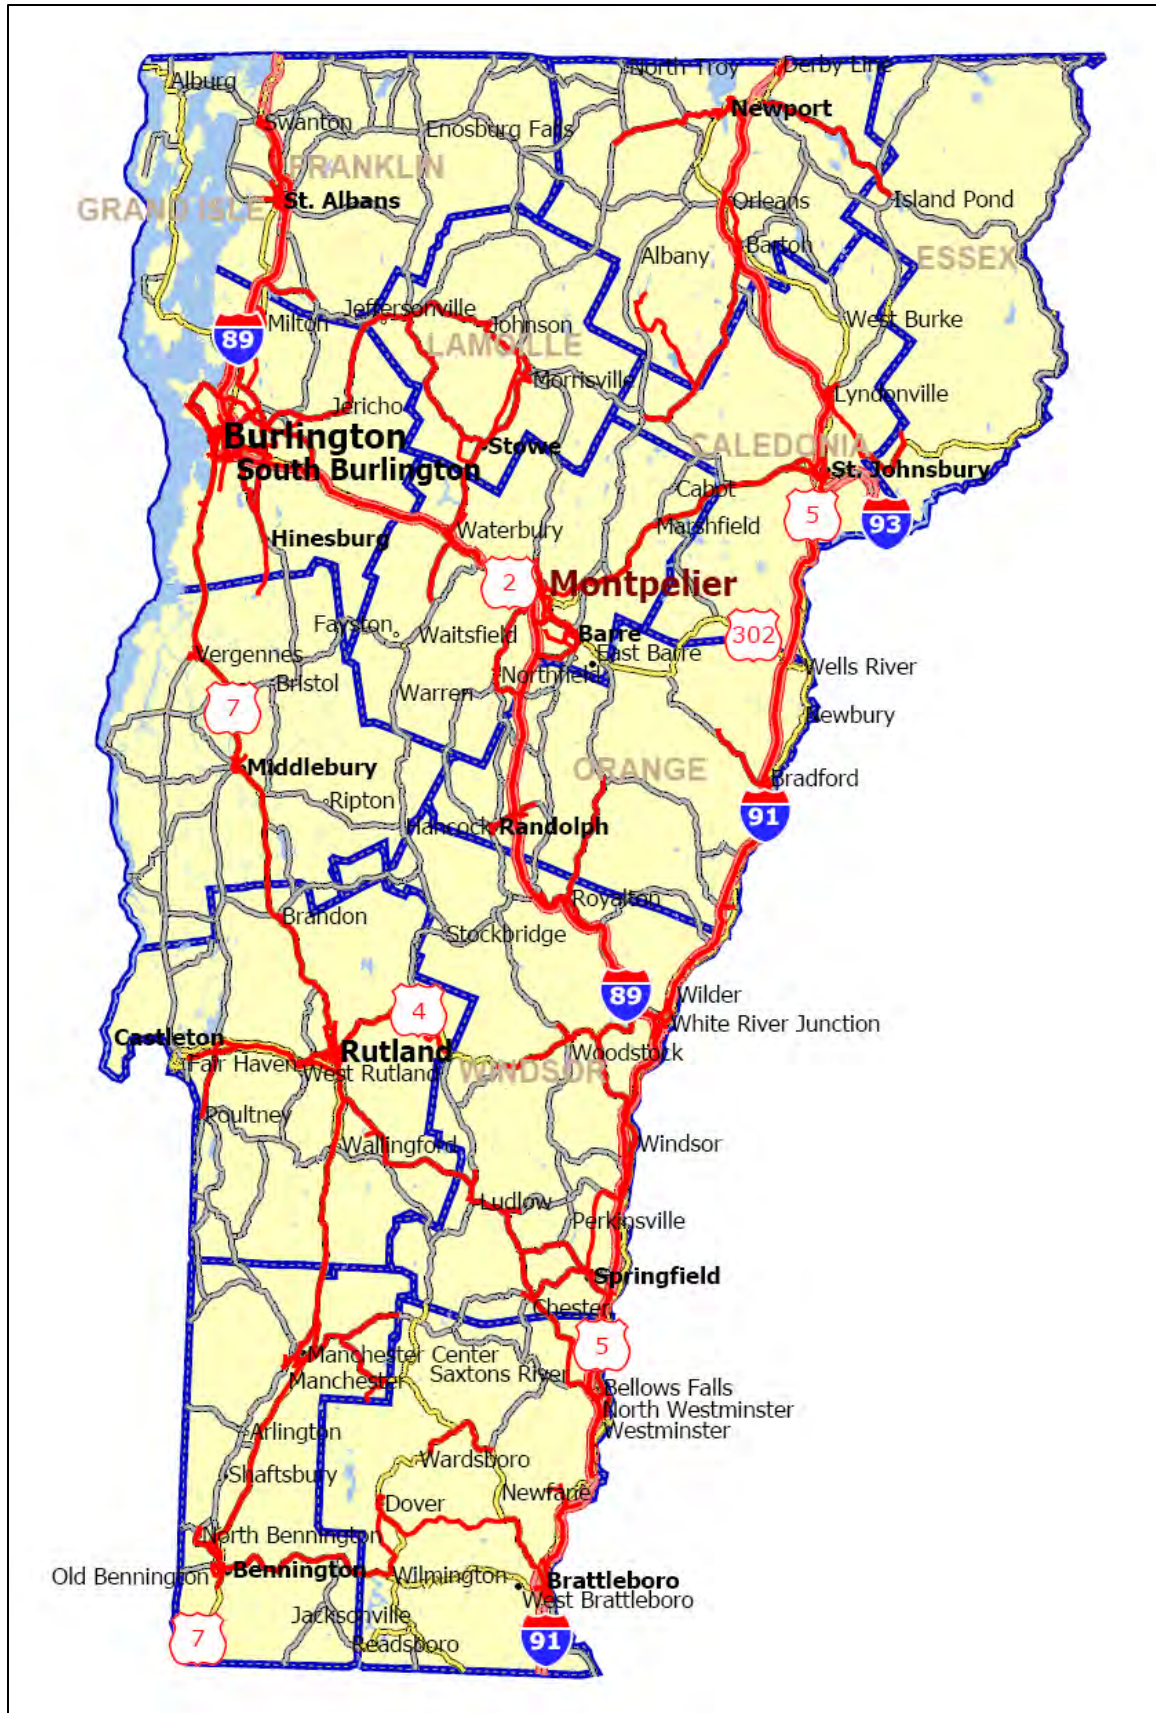 North Troy
Derby Line
Alburg
Newport
Swanton
Enosburg Falls
FRANKLIN
Island Pond
St. Albans
Orleans
GRAND ISLE
Barton
Albany
ESSEX
Jeffersonville
Milton
Johnson
West Burke
89
LAMOILLE
Morrisville
Lyndonville
Jericho
Burlington
Stowe
CALEDONIA
South Burlington
St. Johnsbury
Cabot
5
93
Waterbury
Marshfield
Hinesburg
2
Montpelier
Fayston
Waitsfield
Barre
302
East Barre
Vergennes
Wells River
Northfield
Bristol
Warren
7
Newbury
Middlebury
ORANGE
Bradford
Ripton
91
Hancock
Randolph
Royalton
Brandon
Stockbridge
89
Wilder
4
White River Junction
Castleton
Rutland
Woodstock
Fair Haven
West Rutland
WINDSOR
Poultney
Wallingford
Windsor
Ludlow
Perkinsville
Springfield
Chester
5
Manchester Center
Saxtons River
Manchester
Bellows Falls
North Westminster
Westminster
Arlington
Wardsboro
Shaftsbury
Newfane
Dover
North Bennington
Bennington
Old Bennington
Wilmington
Brattleboro
West Brattleboro
Jacksonville
7
Readsboro
91